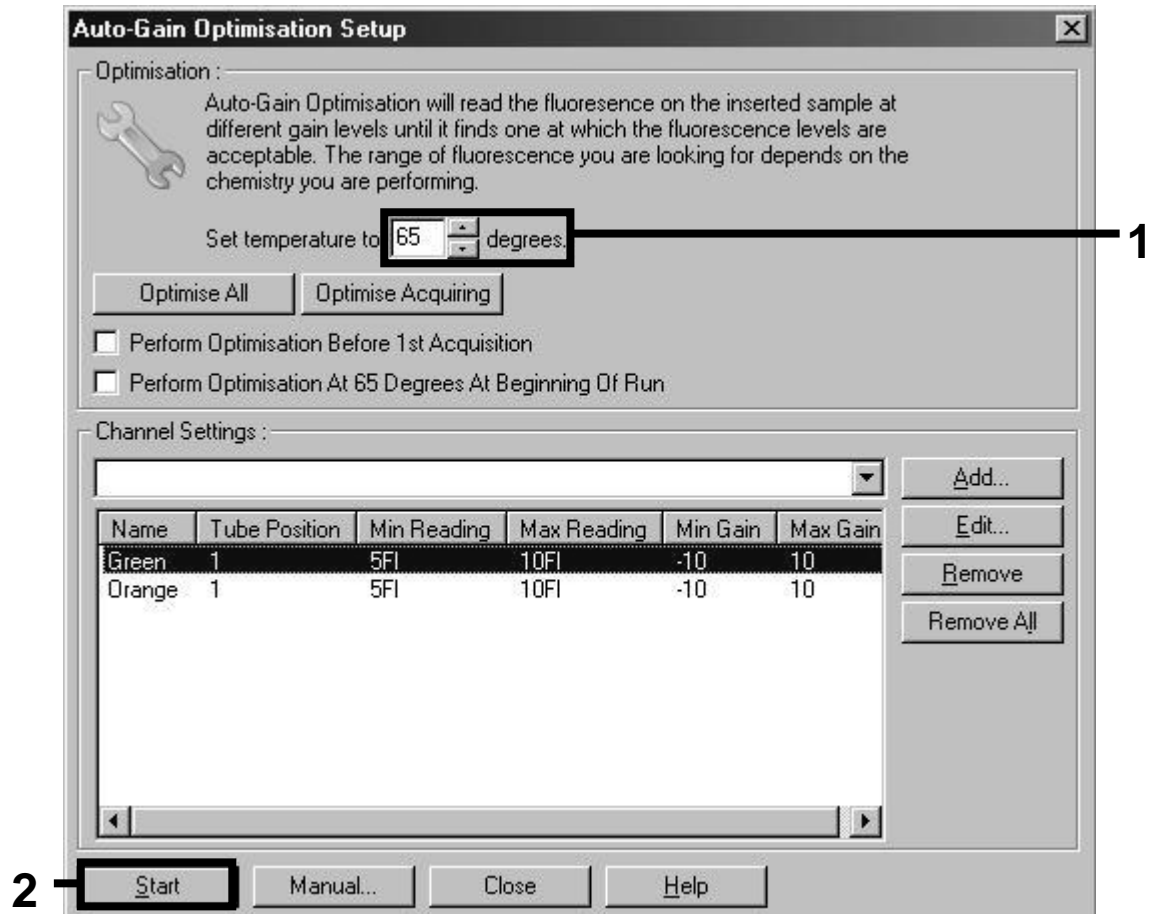 Auto-Gain Optimisation Setup
Optimisation :
Auto-Gain Optimisation will read the fluoresence on the inserted sample at
different gain levels until it finds one at which the fluorescence levels are
acceptable. The range of fluorescence you are looking for depends on the
chemistry you are performing.
Set temperature to 65 degrees.
1
Optimise All Optimise Acquiring
Perform Optimisation Before 1st Acquisition
Perform Optimisation At 65 Degrees At Beginning Of Run
Channel Settings :
Add...
Name Tube Position Min Reading Max Reading Min Gain Max Gain
Edit...
Green 1 5Fl 10Fl -10 10
Remove
Orange 1 5Fl 10Fl -10 10
Remove All
2
Start Manual... Close Help